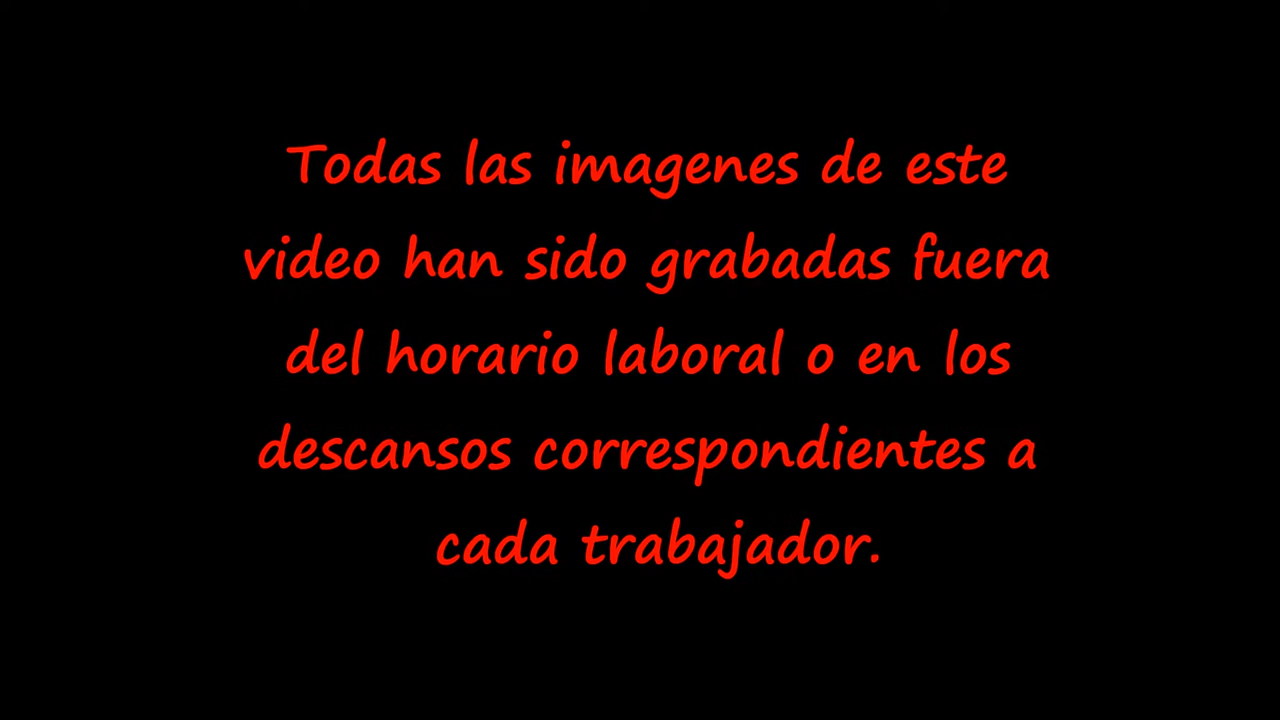 Todas las imagenes de este
video han sido grabadas fuera
del horario laboral o en los
descansos correspondientes a
cada trabajador.